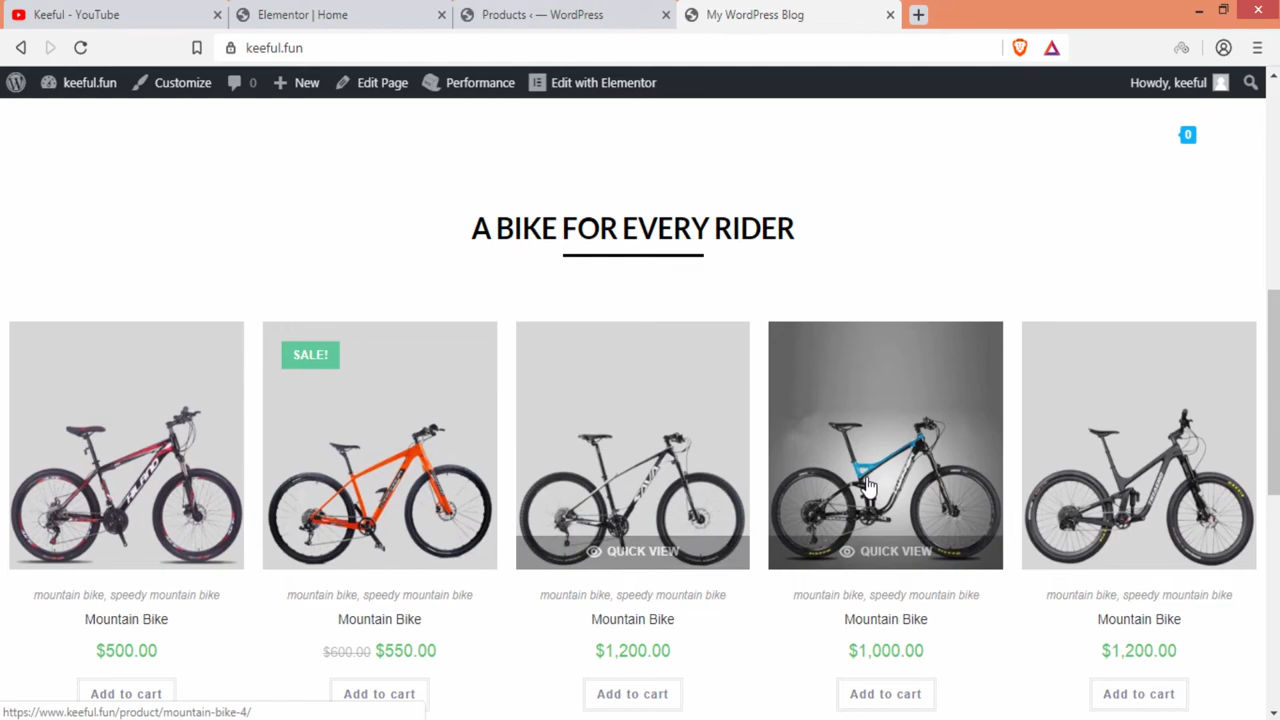 Keeful - YouTube
Elementor | Home
Products ‹ — WordPress
My WordPress Blog
keeful.fun
keeful.fun
Customize
0
New
Edit Page
Performance
Edit with Elementor
Howdy, keeful
0
A BIKE FOR EVERY RIDER
SALE!
HILAND
SAVA
QUICK VIEW
QUICK VIEW
mountain bike, speedy mountain bike
mountain bike, speedy mountain bike
mountain bike, speedy mountain bike
mountain bike, speedy mountain bike
mountain bike, speedy mountain bike
Mountain Bike
Mountain Bike
Mountain Bike
Mountain Bike
Mountain Bike
$500.00
$600.00 $550.00
$1,200.00
$1,000.00
$1,200.00
Add to cart
Add to cart
Add to cart
Add to cart
Add to cart
https://www.keeful.fun/product/mountain-bike-4/